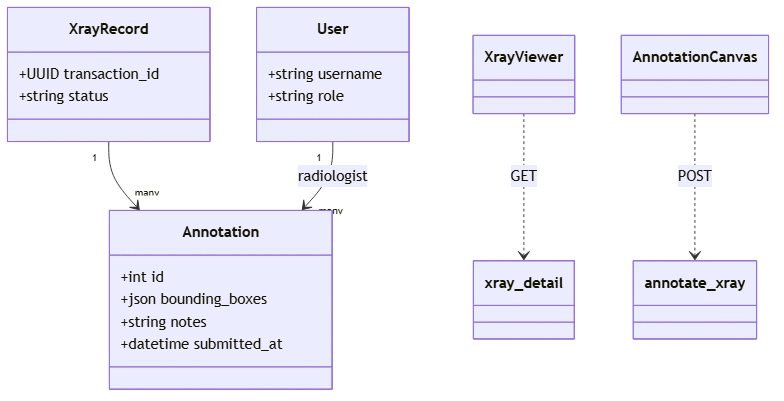 XrayRecord
+UUID transaction_id
+string status
User
+string username
+string role
XrayViewer
AnnotationCanvas
1
1
radiologist
GET
POST
many
many
Annotation
+int id
+json bounding_boxes
+string notes
+datetime submitted_at
xray_detail
annotate_xray